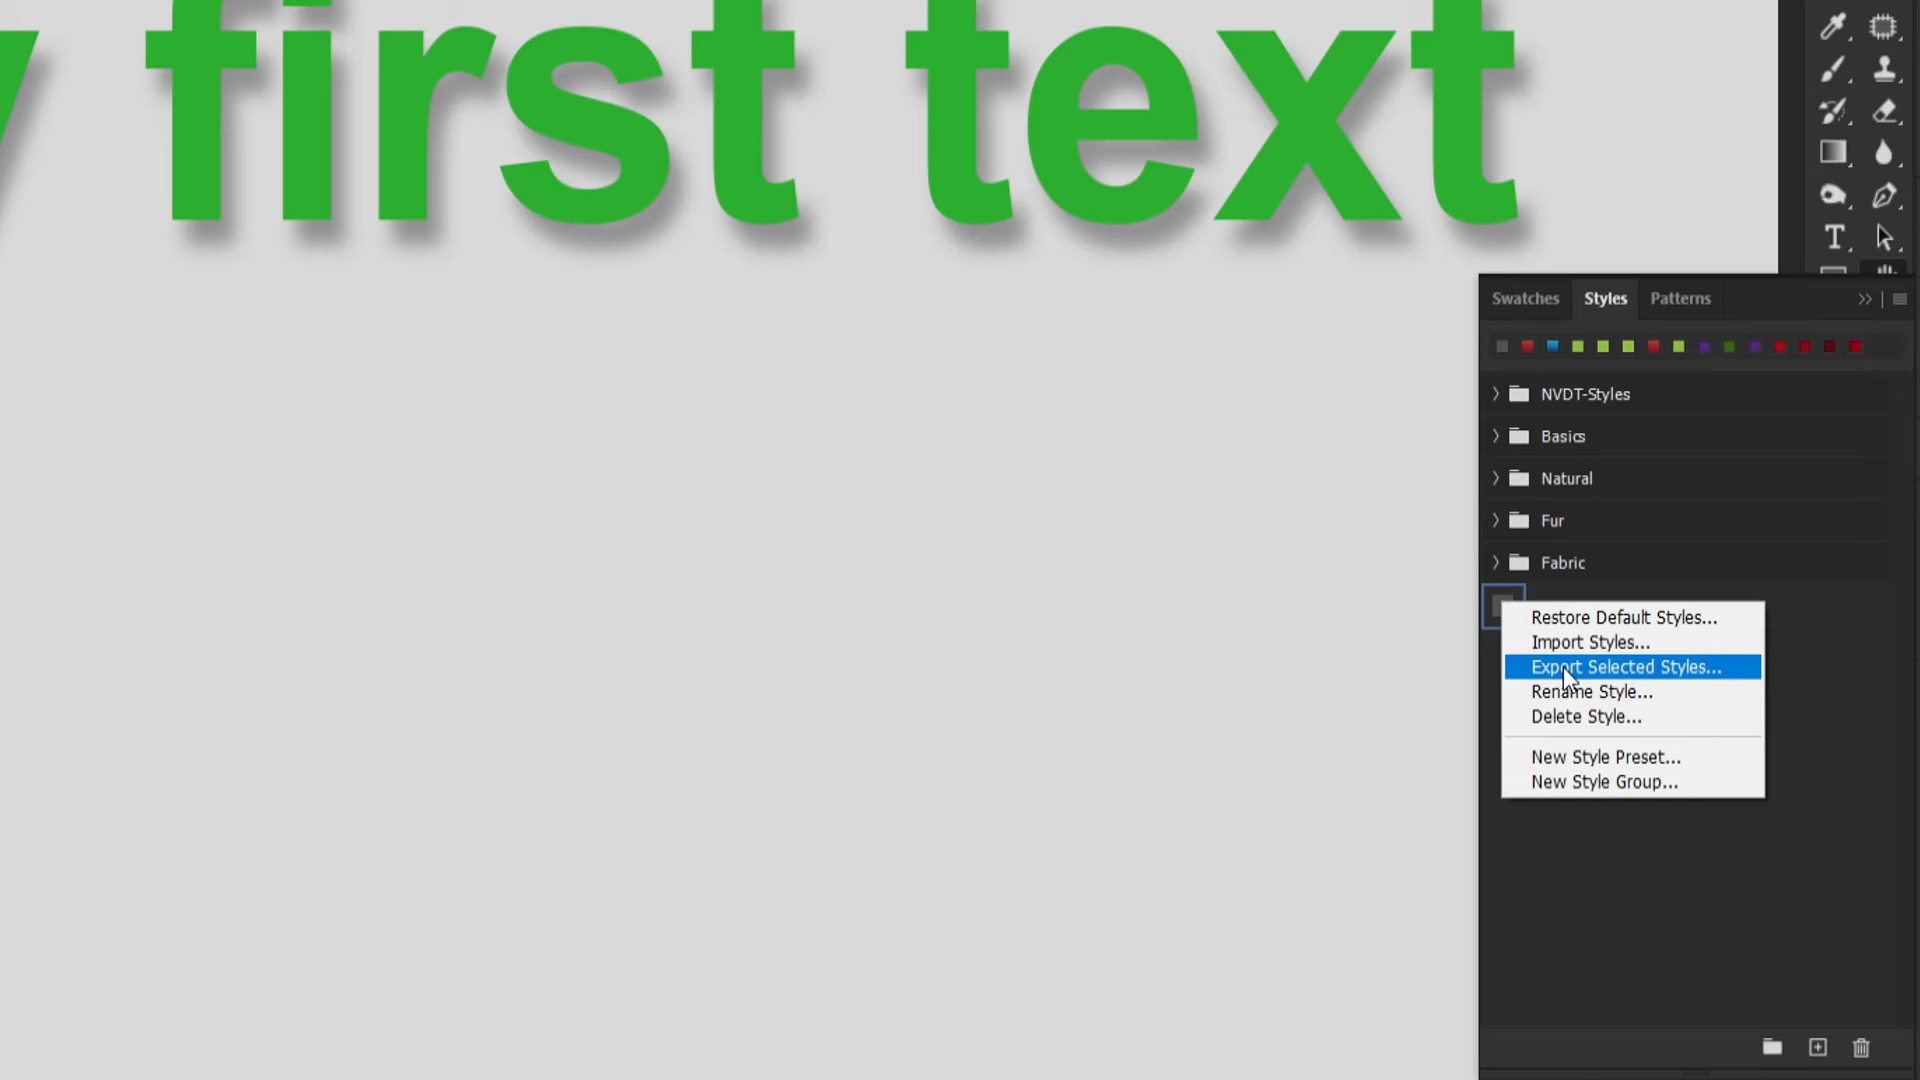 y first text
Swatches Styles Patterns
NVDT-Styles
Basics
Natural
Fur
Fabric
Restore Default Styles...
Import Styles...
Export Selected Styles...
Rename Style...
Delete Style...
New Style Preset...
New Style Group...